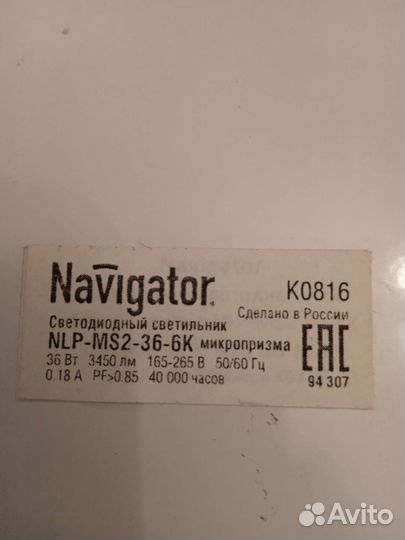 Navigator
K0816
Сделано в России
Светодиодный светильник
NLP-MS2-36-6K микропризма
36 Вт 3450 лм 165-265 В 50/60 Гц
0.18 А PF>0.85 40 000 часов
EAC
94 307
Avito